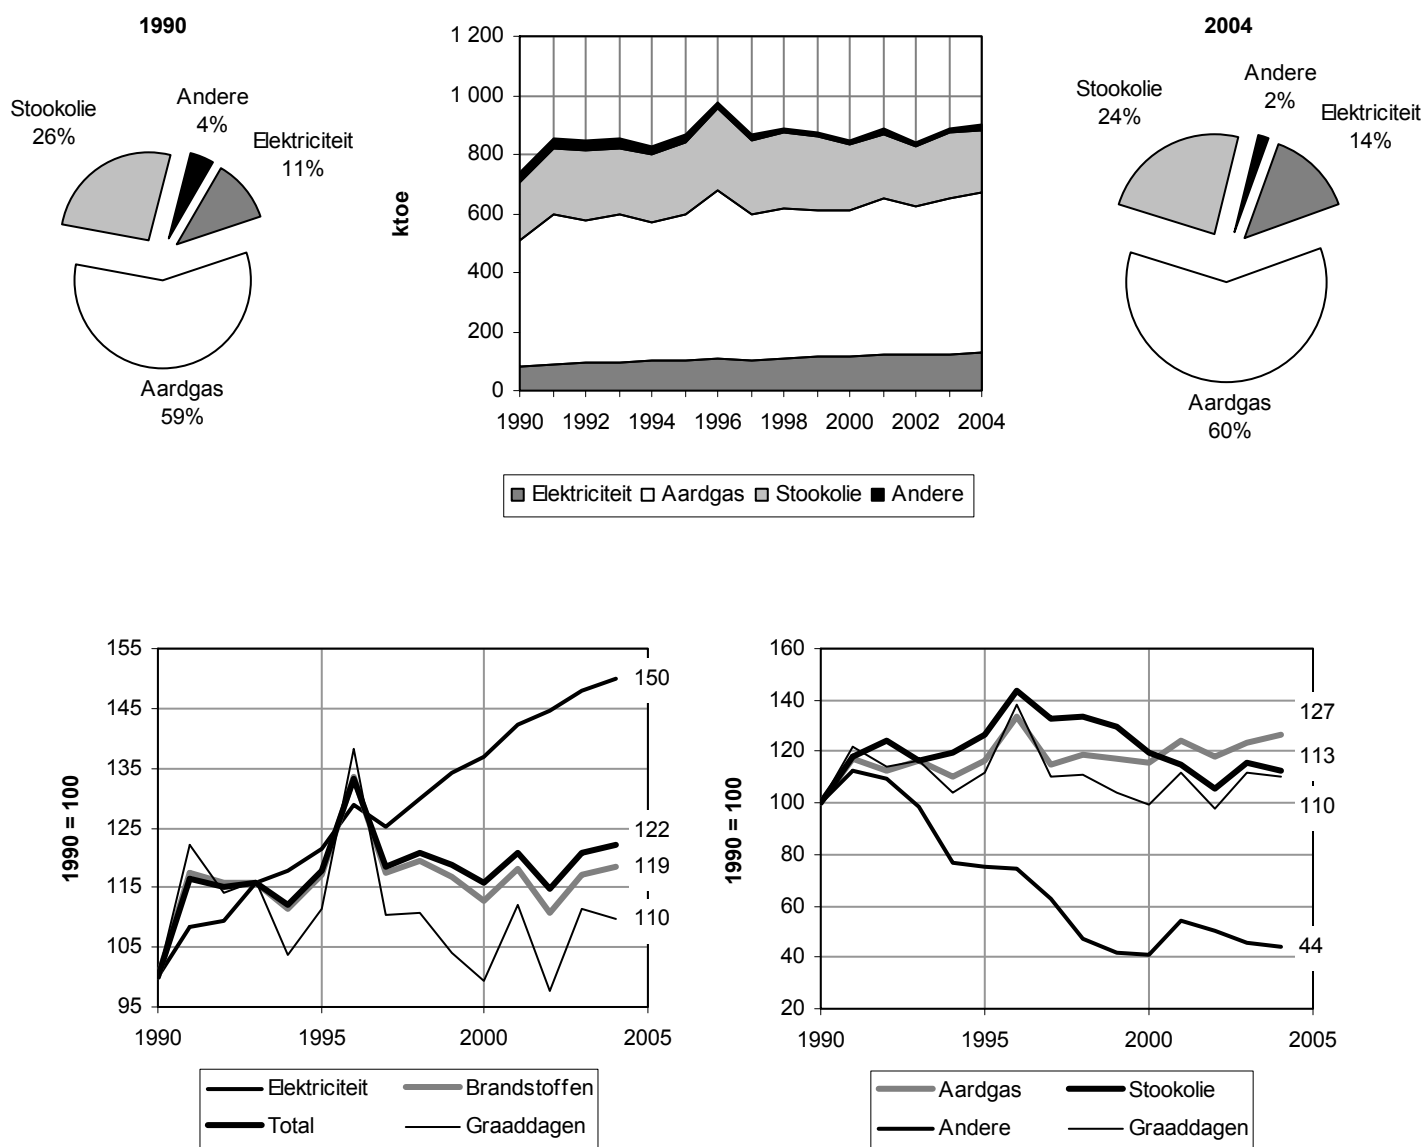 1990
Stookolie
26%
Andere
4%
Elektriciteit
11%
Aardgas
59%
1 200
1 000
800
600
400
200
0
ktoe
1990 1992 1994 1996 1998 2000 2002 2004
Elektriciteit Aardgas Stookolie Andere
2004
Stookolie
24%
Andere
2%
Elektriciteit
14%
Aardgas
60%
155
145
135
125
115
105
95
1990 = 100
150
122
119
110
1990 1995 2000 2005
Elektriciteit Brandstoffen
Total Graaddagen
160
140
120
100
80
60
40
20
1990 = 100
127
113
110
44
1990 1995 2000 2005
Aardgas Stookolie
Andere Graaddagen